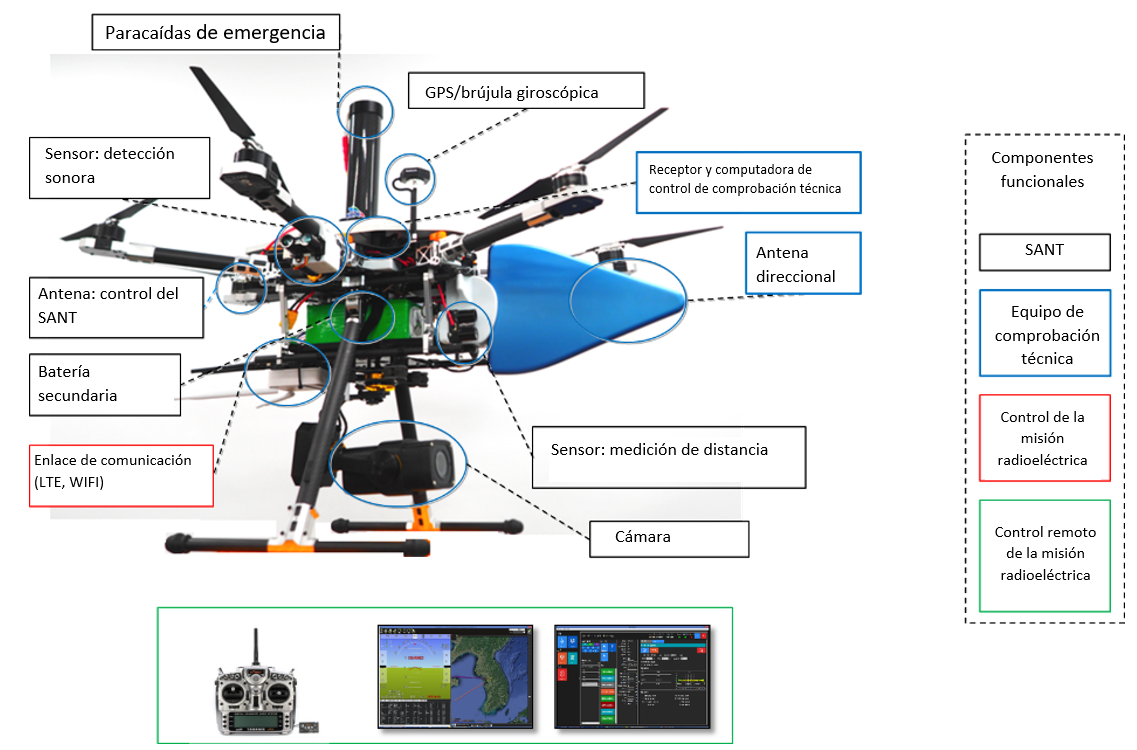 Paracaídas de emergencia
GPS/brújula giroscópica
Sensor: detección
sonora
Receptor y computadora de
control de comprobación técnica
Antena
direccional
Antena: control del
SANT
Batería
secundaria
Enlace de comunicación
(LTE, WIFI)
Sensor: medición de distancia
Cámara
Componentes
funcionales
SANT
Equipo de
comprobación
técnica
Control de la
misión
radioeléctrica
Control remoto
de la misión
radioeléctrica